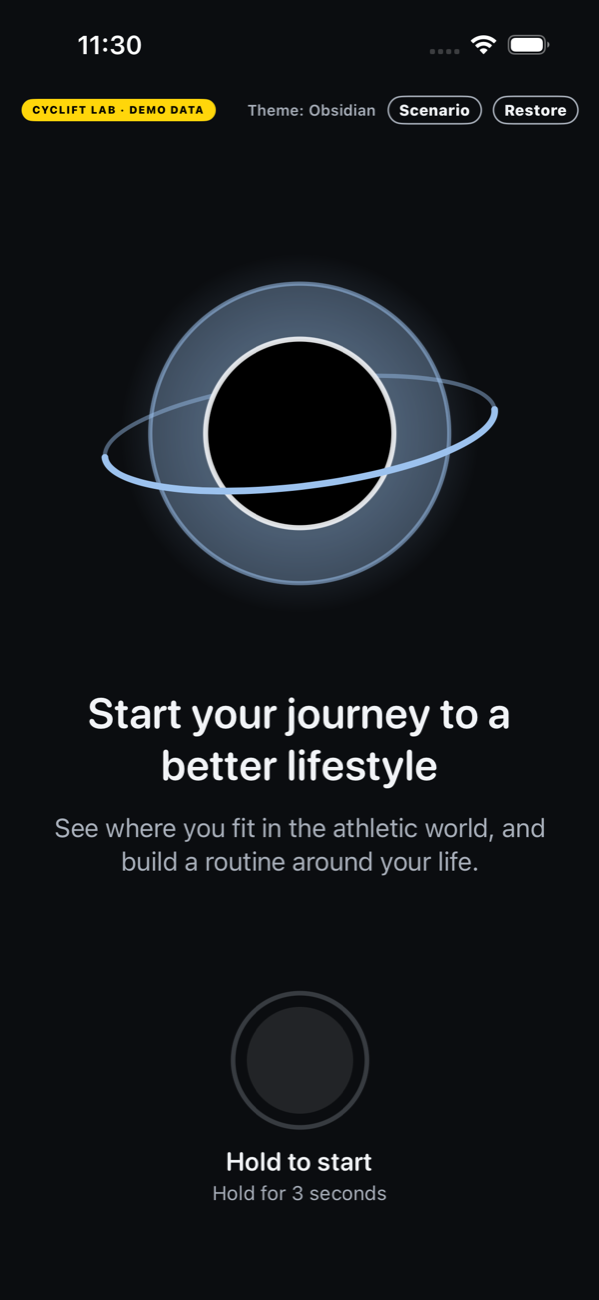 11:30
CYCLIFT LAB · DEMO DATA
Theme: Obsidian
Scenario
Restore
Start your journey to a
better lifestyle
See where you fit in the athletic world, and
build a routine around your life.
Hold to start
Hold for 3 seconds